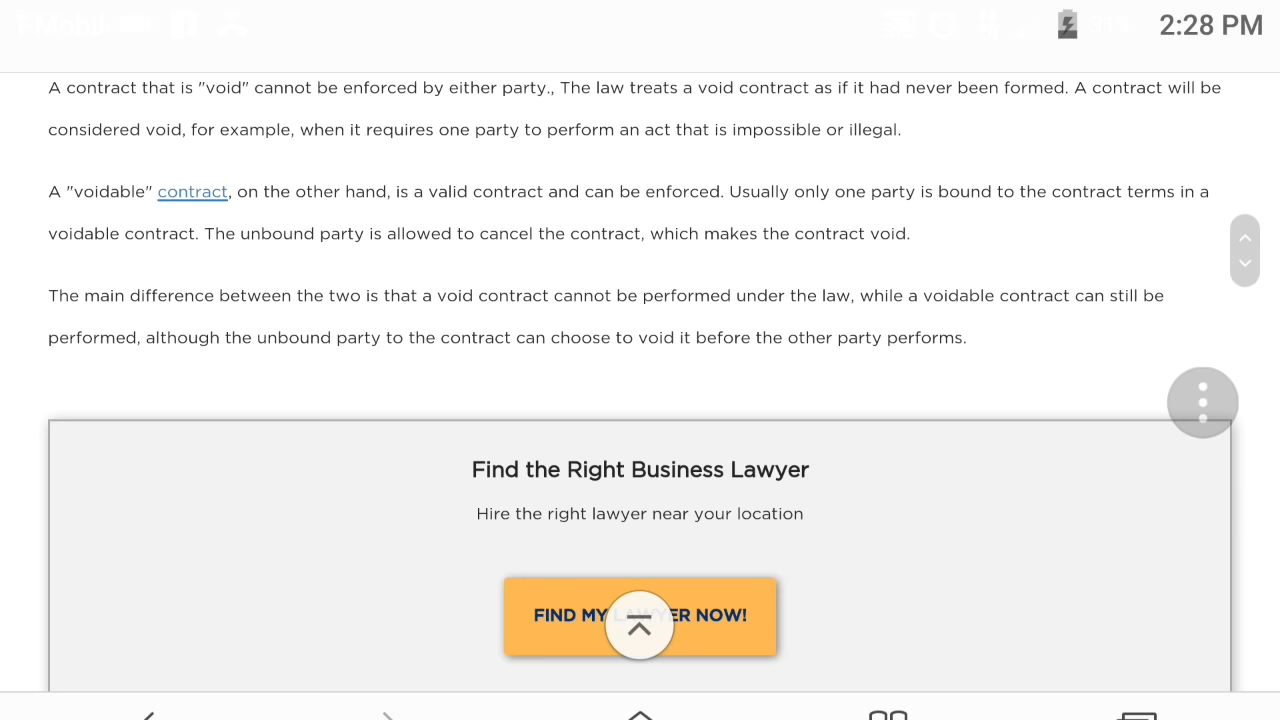 2:28 PM
A contract that is "void" cannot be enforced by either party., The law treats a void contract as if it had never been formed. A contract will be
considered void, for example, when it requires one party to perform an act that is impossible or illegal.
A "voidable" contract, on the other hand, is a valid contract and can be enforced. Usually only one party is bound to the contract terms in a
voidable contract. The unbound party is allowed to cancel the contract, which makes the contract void.
The main difference between the two is that a void contract cannot be performed under the law, while a voidable contract can still be
performed, although the unbound party to the contract can choose to void it before the other party performs.
Find the Right Business Lawyer
Hire the right lawyer near your location
FIND MY LAWYER NOW!